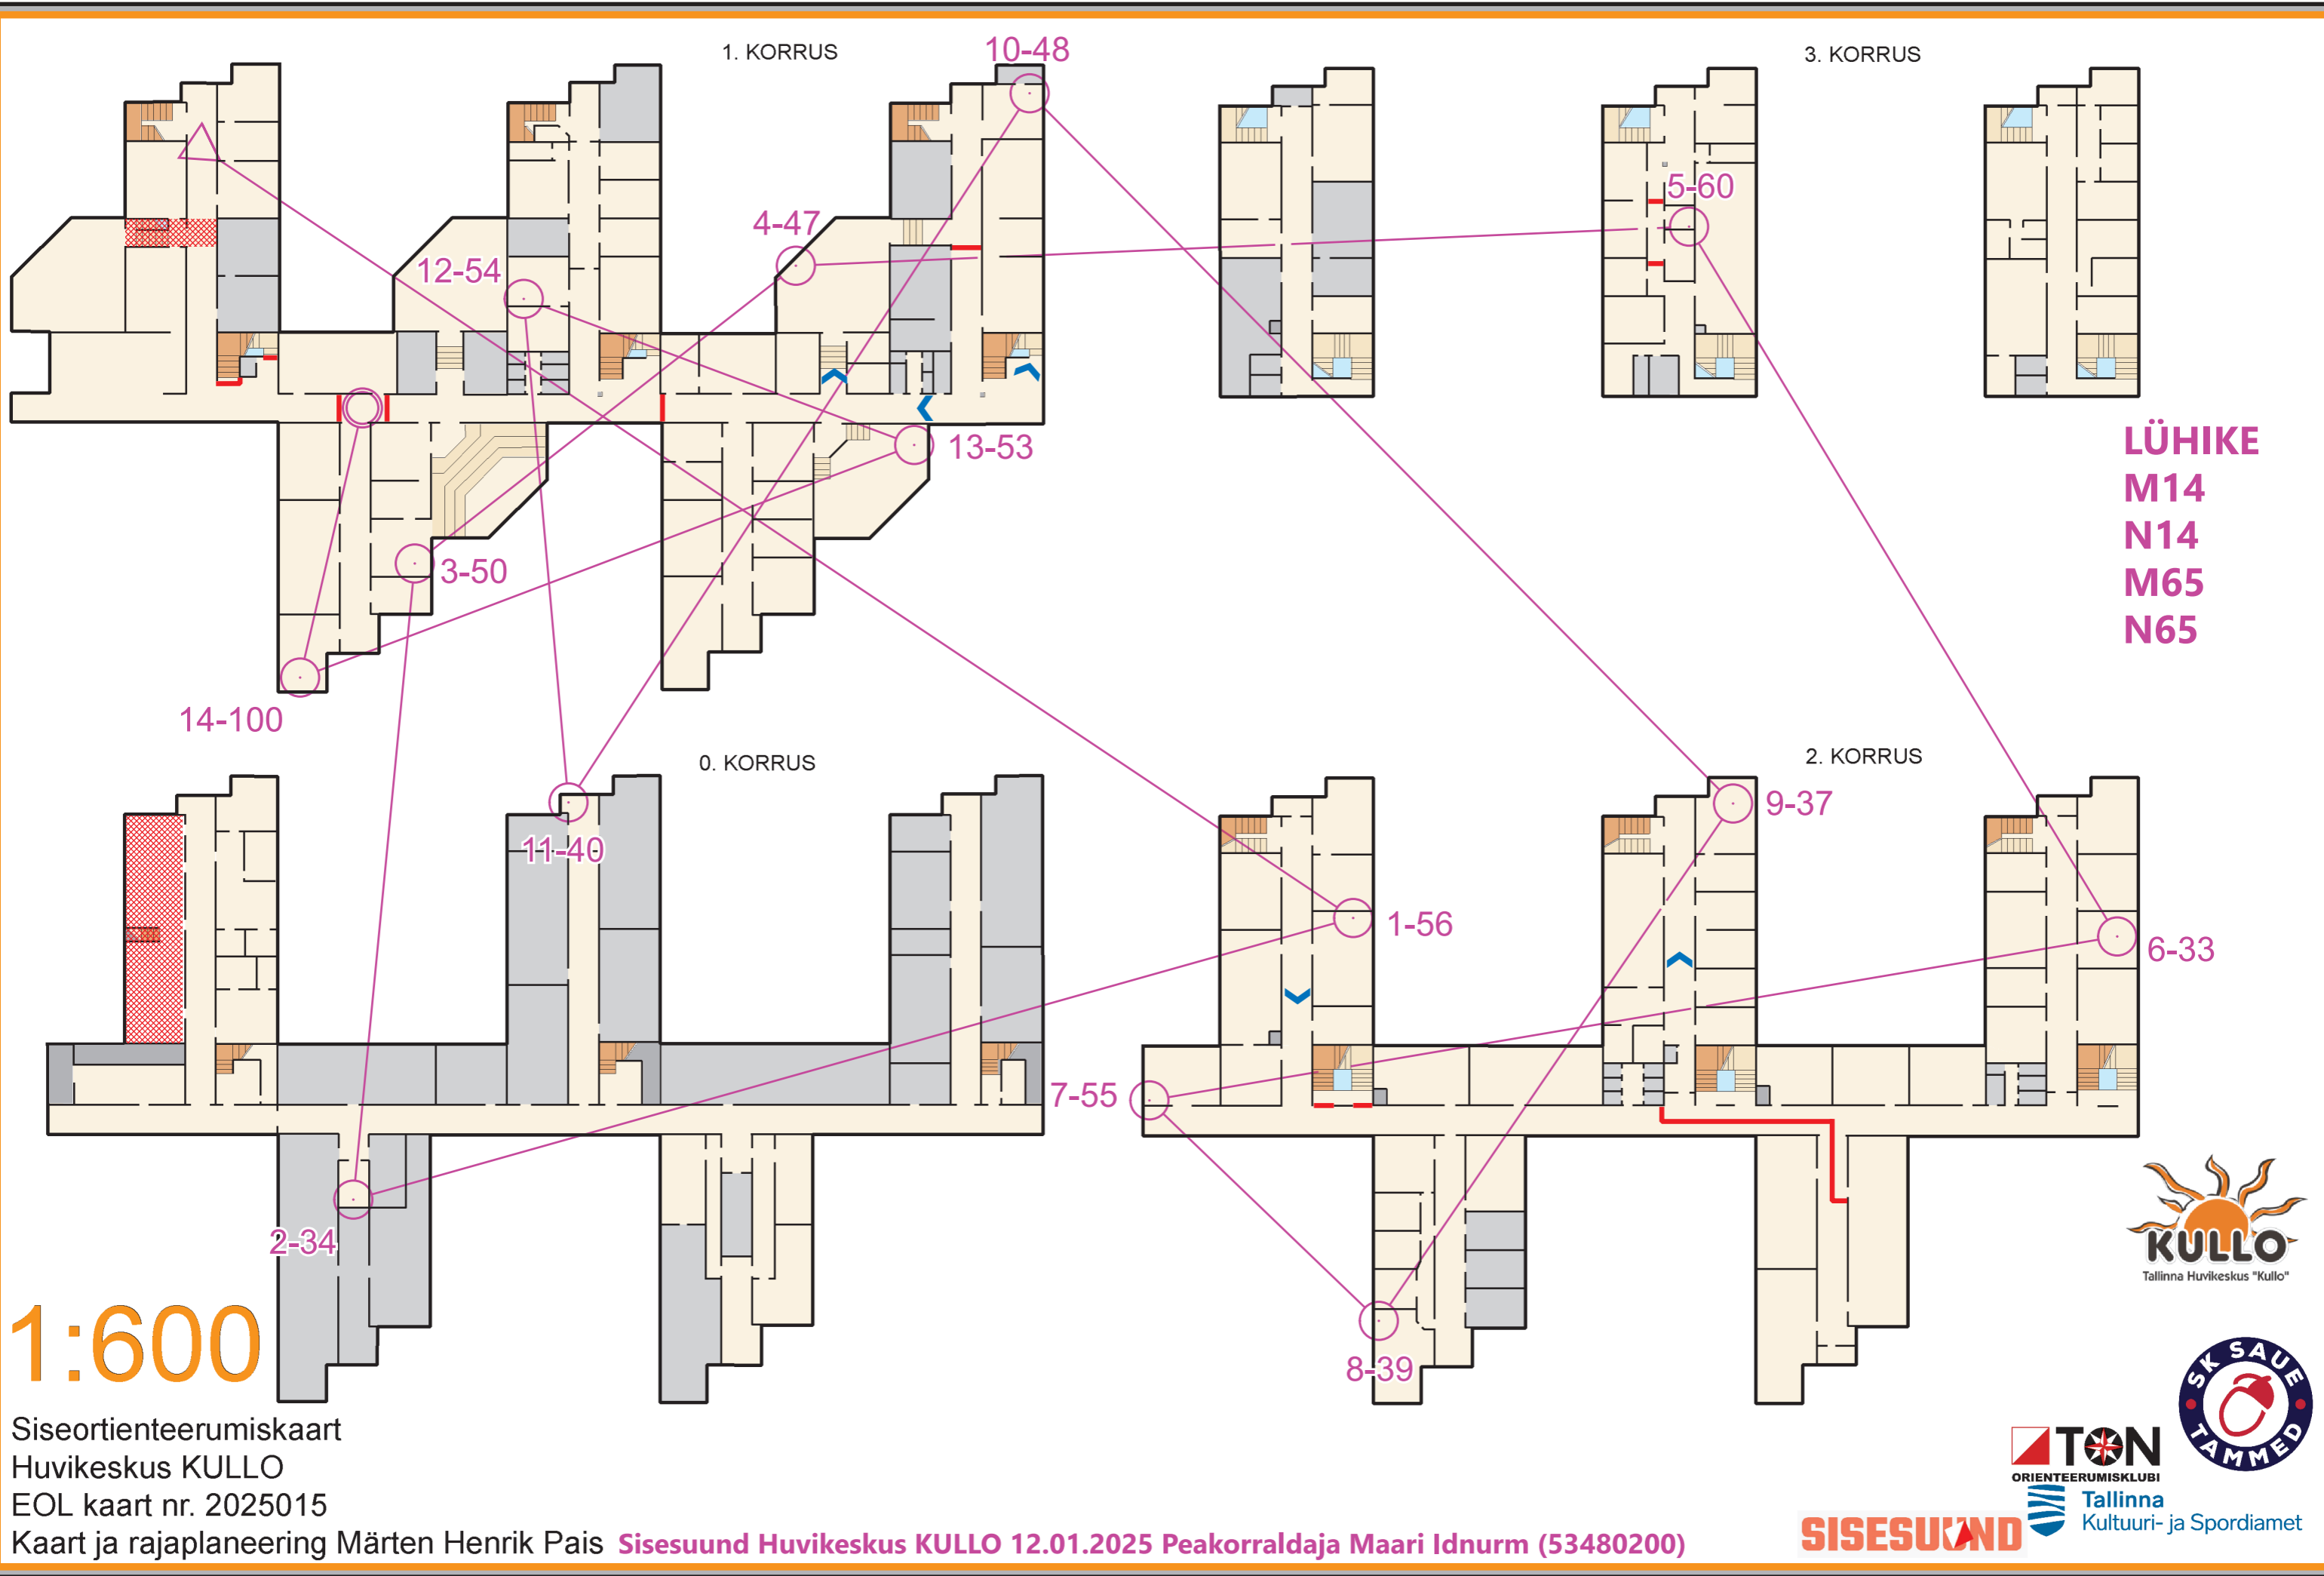 1. KORRUS
10-48
3. KORRUS
5-60
4-47
12-54
13-53
LÜHIKE
M14
N14
M65
N65
3-50
14-100
0. KORRUS
2. KORRUS
9-37
11-40
1-56
6-33
7-55
2-34
8-39
KULLO
Tallinna Huvikeskus "Kullo"
1:600
SK SAUE
TAMMED
Siseortienteerumiskaart
Huvikeskus KULLO
EOL kaart nr. 2025015
Kaart ja rajaplaneering Märten Henrik Pais
Sisesuund Huvikeskus KULLO 12.01.2025 Peakorraldaja Maari Idnurm (53480200)
TON
ORIENTEERUMISKLUBI
Tallinna
Kultuuri- ja Spordiamet
SISESUUND